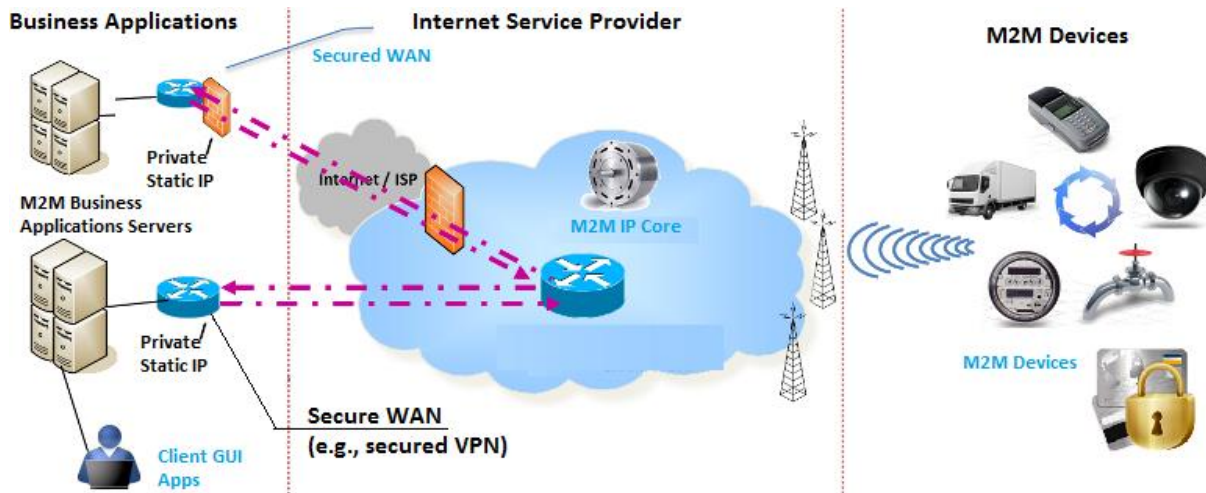 Business Applications
Internet Service Provider
M2M Devices
Secured WAN
Private
Static IP
Internet / ISP
M2M IP Core
M2M Business
Applications Servers
Private
Static IP
M2M Devices
Secure WAN
(e.g., secured VPN)
Client GUI
Apps